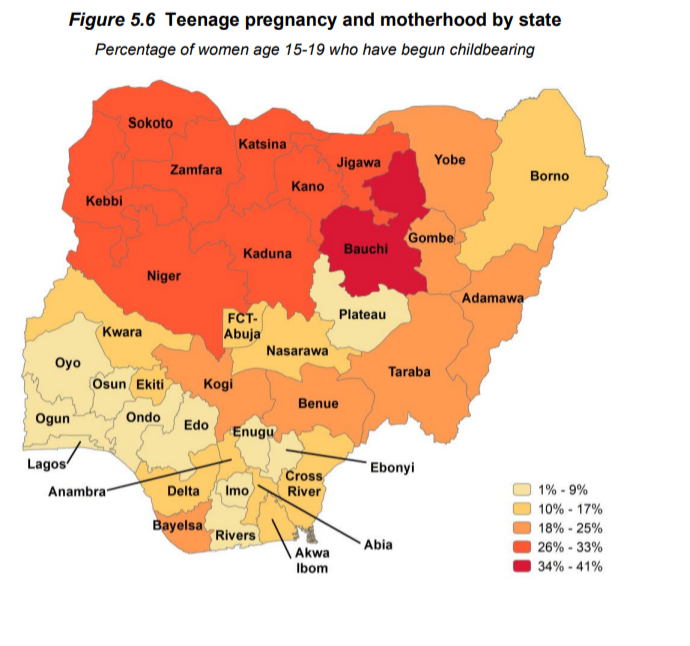 Figure 5.6 Teenage pregnancy and motherhood by state
Percentage of women age 15-19 who have begun childbearing
Sokoto
Katsina
Zamfara
Jigawa
Yobe
Borno
Kano
Kebbi
Gombe
Bauchi
Kaduna
Niger
Adamawa
Plateau
FCT-
Abuja
Kwara
Nasarawa
Oyo
Taraba
Osun
Ekiti
Kogi
Benue
Ogun
Ondo
Edo
Enugu
Lagos
Ebonyi
Anambra
Delta
Imo
Cross
River
Bayelsa
Rivers
Abia
Akwa
Ibom
1% - 9%
10% - 17%
18% - 25%
26% - 33%
34% - 41%